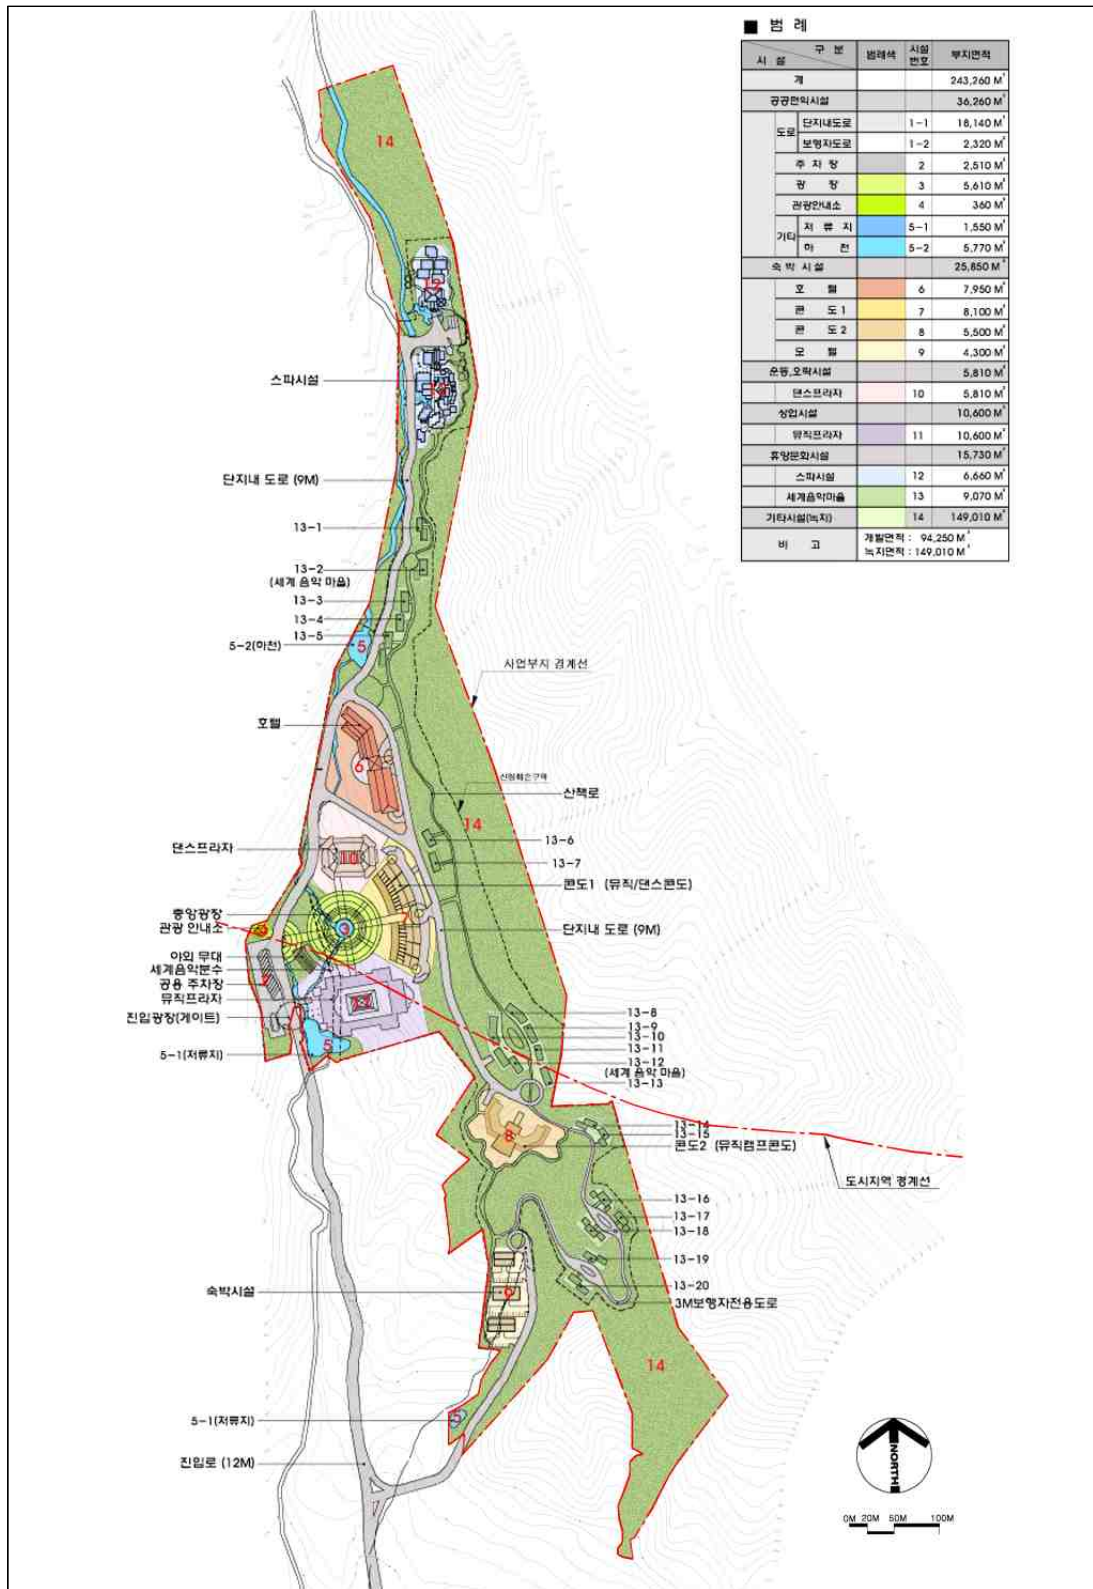 ■ 범 례
구 분
시 설 범례색 시설번호 부지면적
계 243,260 M²
공공편익시설 36,260 M²
도로 단지내도로 1-1 18,140 M²
보행자도로 1-2 2,320 M²
주 차 장 2 2,510 M²
광 장 3 5,610 M²
관광안내소 4 360 M²
기타 저 류 지 5-1 1,550 M²
하 천 5-2 5,770 M²
숙 박 시 설 25,850 M²
호 텔 6 7,950 M²
콘 도 1 7 8,100 M²
콘 도 2 8 5,500 M²
모 텔 9 4,300 M²
운동,오락시설 5,810 M²
댄스프라자 10 5,810 M²
상업시설 10,600 M²
뮤직프라자 11 10,600 M²
휴양문화시설 15,730 M²
스파시설 12 6,660 M²
세계음악마을 13 9,070 M²
기타시설(녹지) 14 149,010 M²
비 고 개발면적 : 94,250 M²
녹지면적 : 149,010 M²
14
12
스파시설
단지내 도로 (9M)
13-1
13-2
(세계 음악 마을)
13-3
13-4
13-5
5-2(하천)
5
사업부지 경계선
호텔
6
산책로
14
13-6
13-7
댄스프라자
10
콘도1 (뮤직/댄스콘도)
7
중앙광장
관광 안내소
3
단지내 도로 (9M)
야외 무대
세계음악분수
공용 주차장
뮤직프라자
11
진입광장(게이트)
5
5-1(저류지)
13-8
13-9
13-10
13-11
13-12
(세계 음악 마을)
13-13
8
13-14
13-15
콘도2 (뮤직캠프콘도)
도시지역 경계선
13-16
13-17
13-18
13-19
13-20
3M보행자전용도로
숙박시설
9
14
5-1(저류지)
5
진입로 (12M)
NORTH
0M 20M 50M 100M